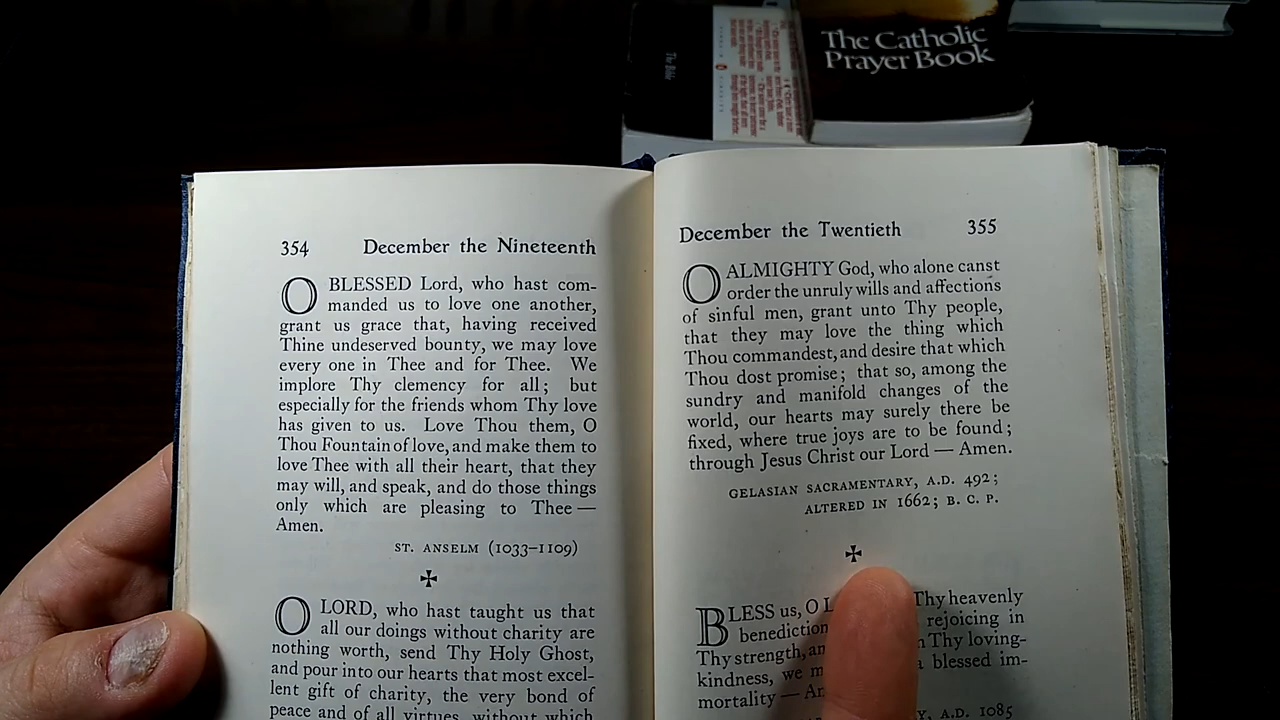 The Catholic
Prayer Book
The Bible
354 December the Nineteenth
O BLESSED Lord, who hast com-
manded us to love one another,
grant us grace that, having received
Thine undeserved bounty, we may love
every one in Thee and for Thee. We
implore Thy clemency for all; but
especially for the friends whom Thy love
has given to us. Love Thou them, O
Thou Fountain of love, and make them to
love Thee with all their heart, that they
may will, and speak, and do those things
only which are pleasing to Thee —
Amen.
ST. ANSELM (1033–1109)
O LORD, who hast taught us that
all our doings without charity are
nothing worth, send Thy Holy Ghost,
and pour into our hearts that most excel-
lent gift of charity, the very bond of
peace and of all virtues, without which
December the Twentieth 355
O ALMIGHTY God, who alone canst
order the unruly wills and affections
of sinful men, grant unto Thy people,
that they may love the thing which
Thou commandest, and desire that which
Thou dost promise; that so, among the
sundry and manifold changes of the
world, our hearts may surely there be
fixed, where true joys are to be found;
through Jesus Christ our Lord — Amen.
GELASIAN SACRAMENTARY, A.D. 492;
ALTERED IN 1662; B. C. P.
BLESS us, O Thy heavenly
benediction rejoicing in
Thy strength, Thy loving-
kindness, we a blessed im-
mortality —
A.D. 1085